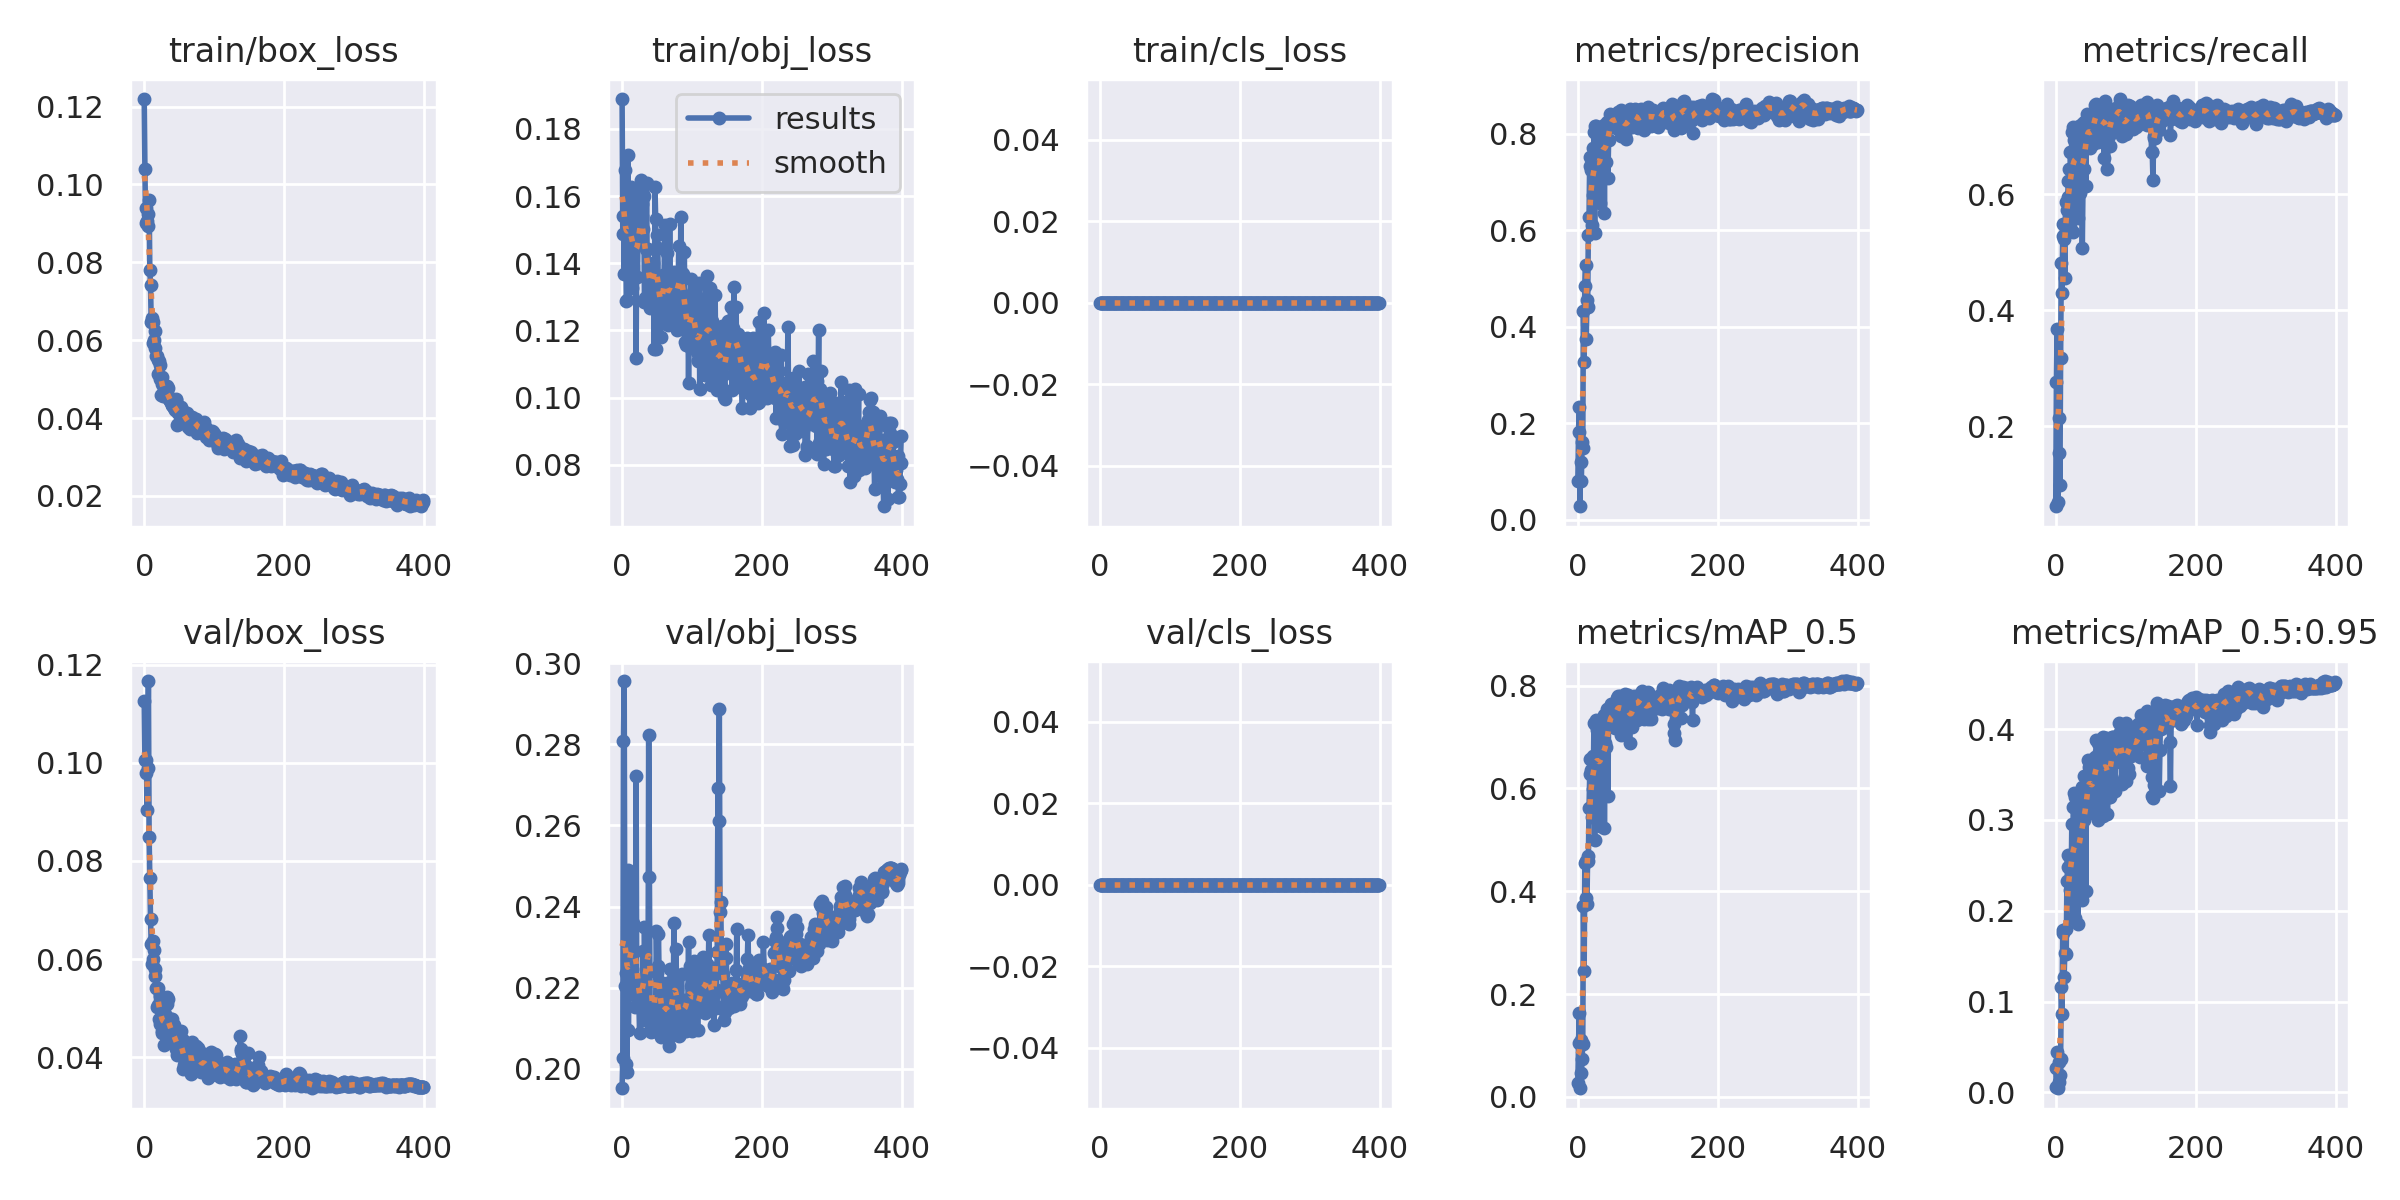 train/box_loss
train/obj_loss
train/cls_loss
metrics/precision
metrics/recall
0.12
0.10
0.08
0.06
0.04
0.02
0 200 400
0.18
0.16
0.14
0.12
0.10
0.08
results
smooth
0 200 400
0.04
0.02
0.00
−0.02
−0.04
0 200 400
0.8
0.6
0.4
0.2
0.0
0 200 400
0.6
0.4
0.2
0 200 400
val/box_loss
val/obj_loss
val/cls_loss
metrics/mAP_0.5
metrics/mAP_0.5:0.95
0.12
0.10
0.08
0.06
0.04
0 200 400
0.30
0.28
0.26
0.24
0.22
0.20
0 200 400
0.04
0.02
0.00
−0.02
−0.04
0 200 400
0.8
0.6
0.4
0.2
0.0
0 200 400
0.4
0.3
0.2
0.1
0.0
0 200 400